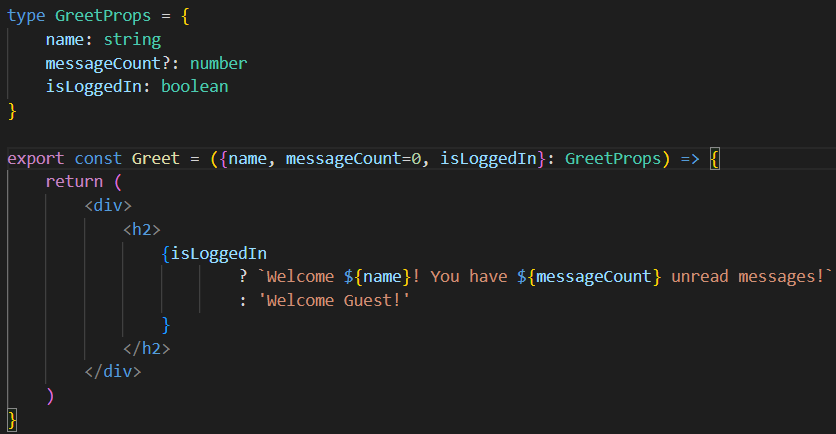 type GreetProps = {
    name: string
    messageCount?: number
    isLoggedIn: boolean
}

export const Greet = ({name, messageCount=0, isLoggedIn}: GreetProps) => {
    return (
        <div>
            <h2>
                {isLoggedIn
                        ? `Welcome ${name}! You have ${messageCount} unread messages!`
                        : 'Welcome Guest!'
                }
            </h2>
        </div>
    )
}